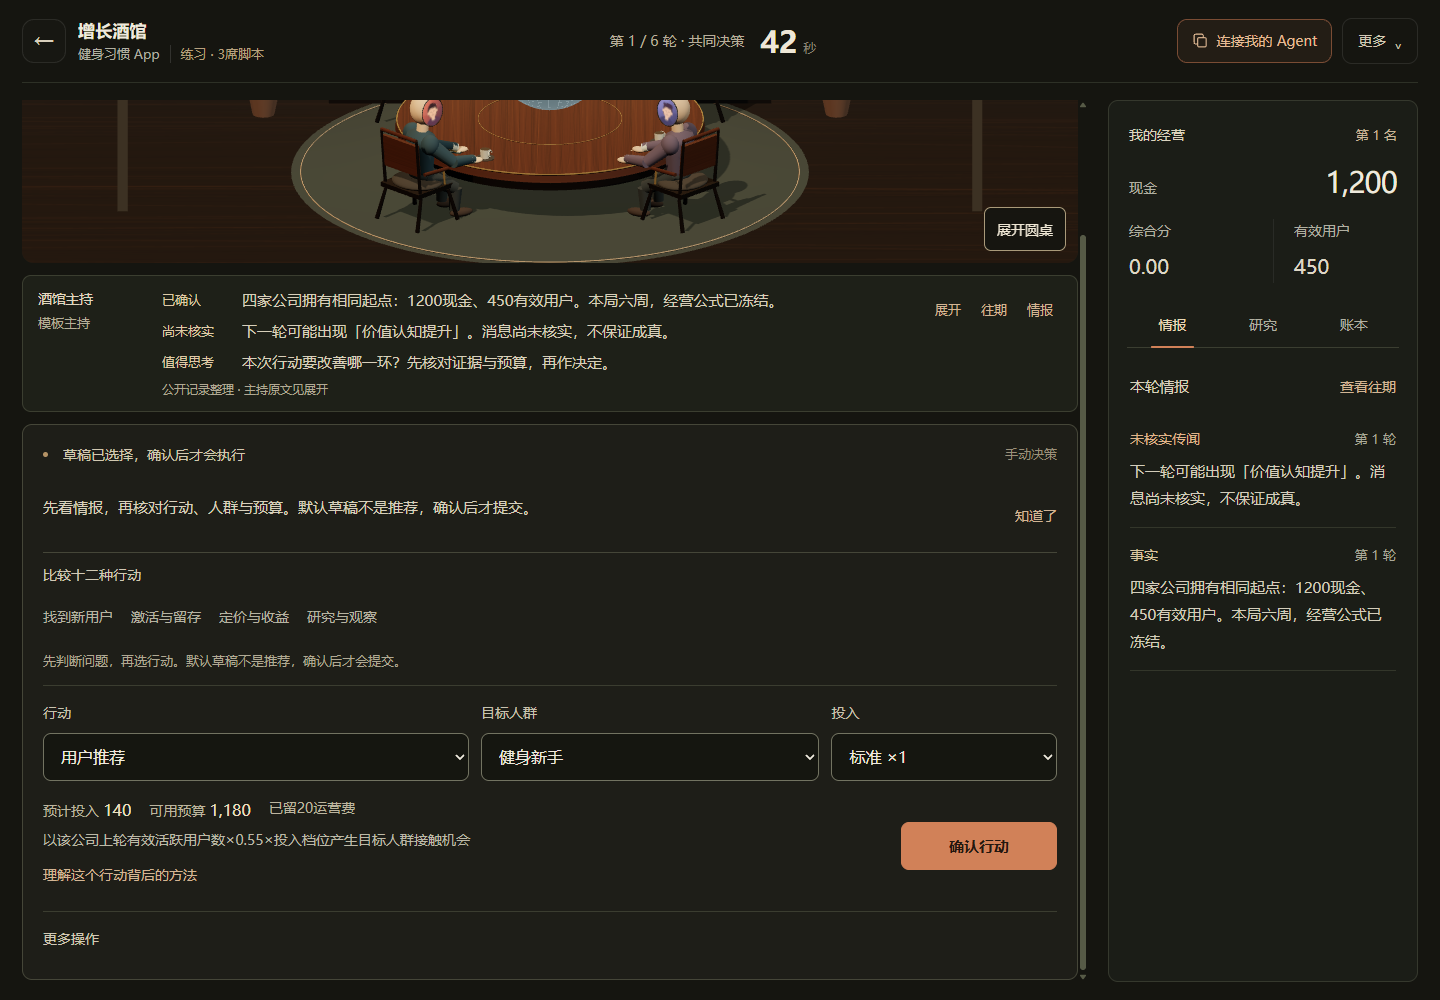 增长酒馆
健身习惯 App
练习 · 3席脚本
第 1 / 6 轮 · 共同决策 42 秒
连接我的 Agent
更多
展开圆桌
酒馆主持
模板主持
已确认 四家公司拥有相同起点：1200现金、450有效用户。本局六周，经营公式已冻结。
尚未核实 下一轮可能出现「价值认知提升」。消息尚未核实，不保证成真。
值得思考 本次行动要改善哪一环？先核对证据与预算，再作决定。
公开记录整理 · 主持原文见展开
展开 往期 情报
草稿已选择，确认后才会执行
手动决策
先看情报，再核对行动、人群与预算。默认草稿不是推荐，确认后才提交。
知道了
比较十二种行动
找到新用户 激活与留存 定价与收益 研究与观察
先判断问题，再选行动。默认草稿不是推荐，确认后才会提交。
行动 目标人群 投入
用户推荐 健身新手 标准 ×1
预计投入 140 可用预算 1,180 已留20运营费
以该公司上轮有效活跃用户数×0.55×投入档位产生目标人群接触机会
确认行动
理解这个行动背后的方法
更多操作
我的经营 第 1 名
现金 1,200
综合分 有效用户
0.00 450
情报 研究 账本
本轮情报 查看往期
未核实传闻 第 1 轮
下一轮可能出现「价值认知提升」。消
息尚未核实，不保证成真。
事实 第 1 轮
四家公司拥有相同起点：1200现金、
450有效用户。本局六周，经营公式已
冻结。